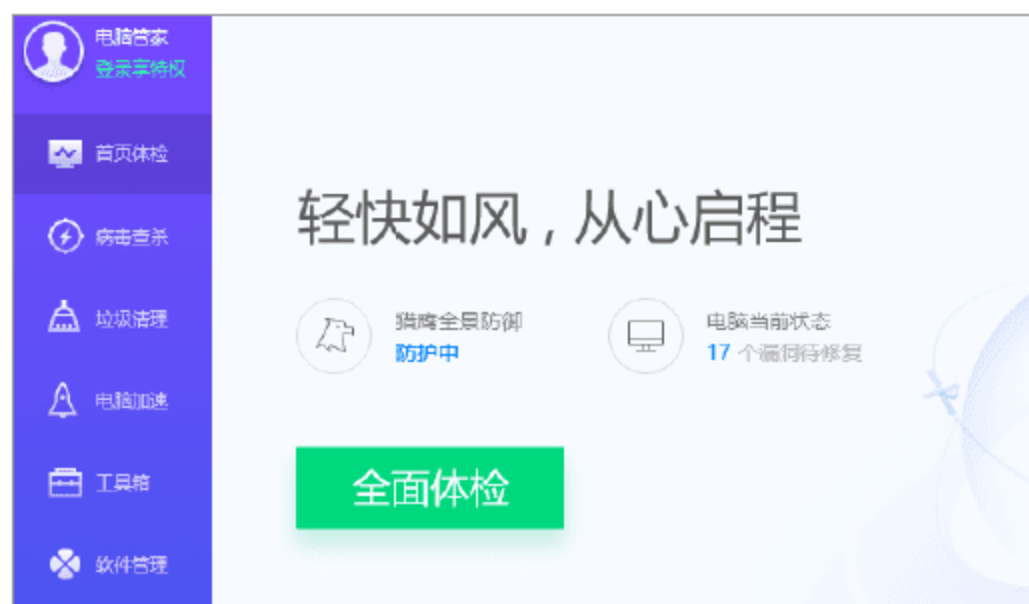 电脑管家
登录享特权
首页体检
病毒查杀
垃圾清理
电脑加速
工具箱
软件管理
轻快如风，从心启程
猎鹰全景防御
防护中
电脑当前状态
17 个漏洞待修复
全面体检